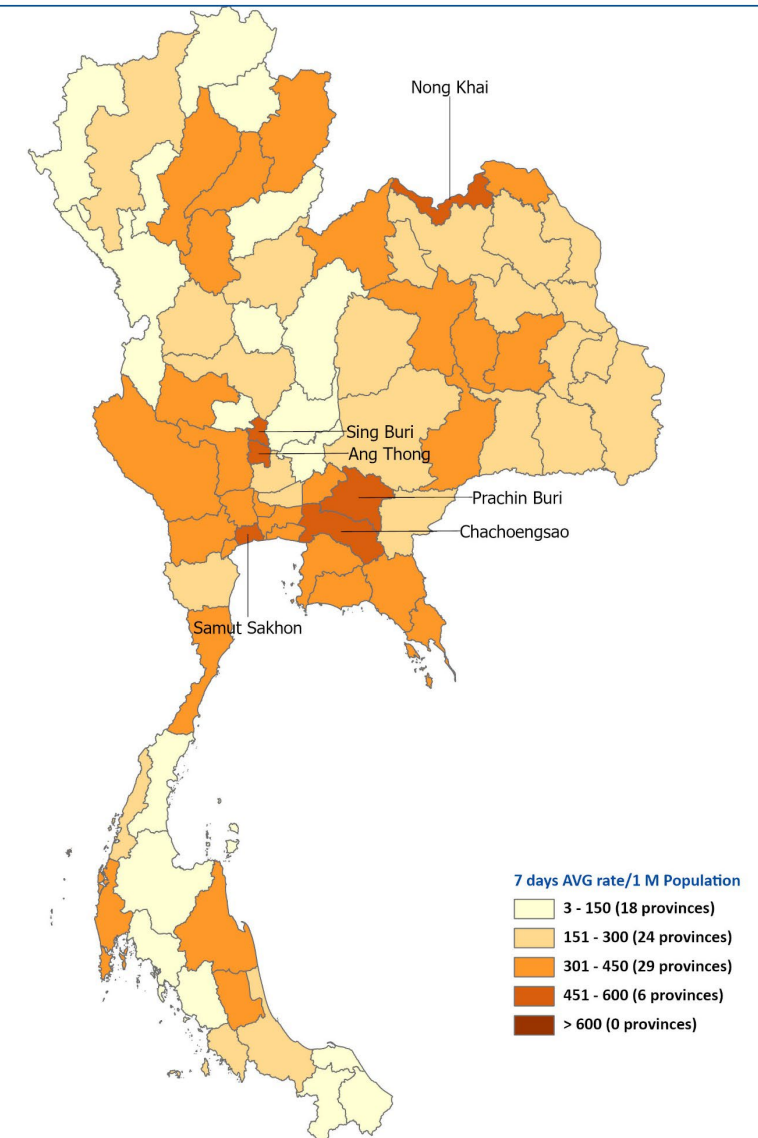 Nong Khai
Sing Buri
Ang Thong
Prachin Buri
Chachoengsao
Samut Sakhon
7 days AVG rate/1 M Population
3 - 150 (18 provinces)
151 - 300 (24 provinces)
301 - 450 (29 provinces)
451 - 600 (6 provinces)
> 600 (0 provinces)